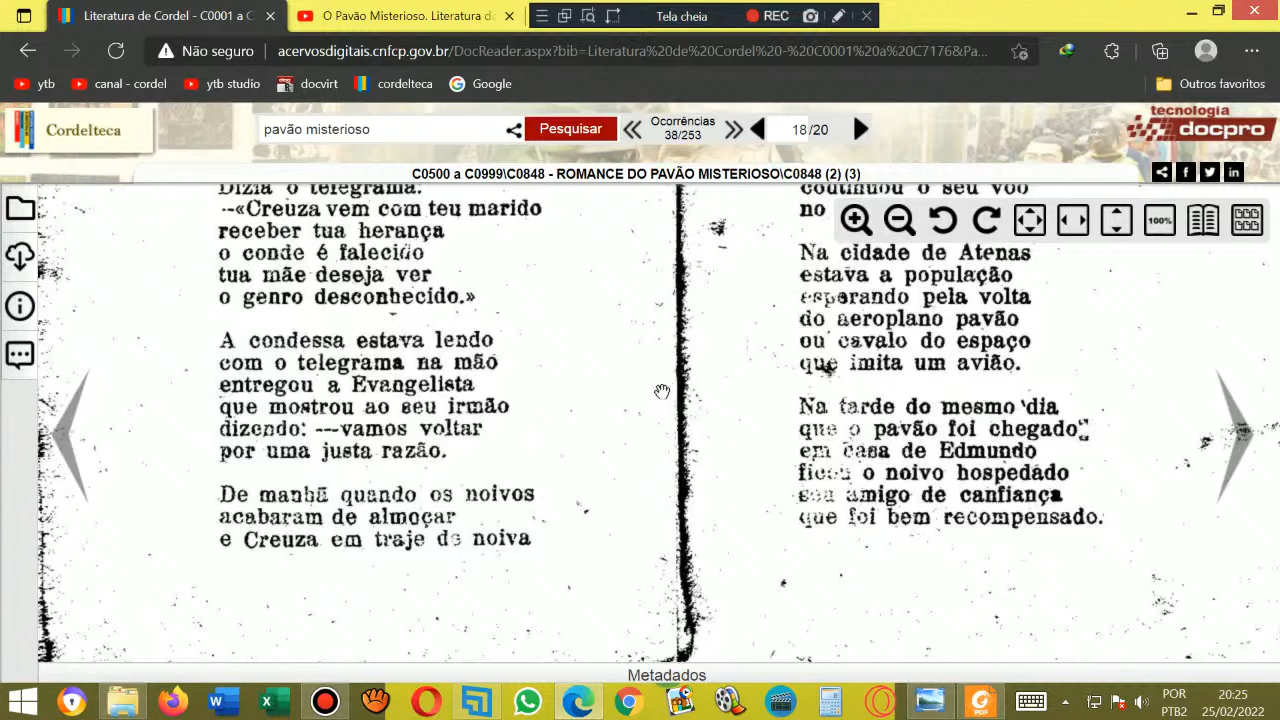 Literatura de Cordel - C0001 a C
O Pavão Misterioso. Literatura de
Tela cheia
REC
Não seguro
acervosdigitais.cnfcp.gov.br/DocReader.aspx?bib=Literatura%20de%20Cordel%20-%20C0001%20a%20C7176&Pa...
ytb
canal - cordel
ytb studio
docvirt
cordelteca
Google
Outros favoritos
Cordelteca
pavão misterioso
Pesquisar
Ocorrências
38/253
18/20
tecnologia
docpro
C0500 a C0999\C0848 - ROMANCE DO PAVÃO MISTERIOSO\C0848 (2) (3)
100%
Dizia o telegrama:
--«Creuza vem com teu marido
receber tua herança
o conde é falecido
tua mãe deseja ver
o genro desconhecido.»
A condessa estava lendo
com o telegrama na mão
entregou a Evangelista
que mostrou ao seu irmão
dizendo: ---vamos voltar
por uma justa razão.
De manhã quando os noivos
acabaram de almoçar
e Creuza em traje de noiva
continuou o seu voo
no
Na cidade de Atenas
estava a população
esperando pela volta
do aeroplano pavão
ou cavalo do espaço
que imita um avião.
Na tarde do mesmo dia
que o pavão foi chegado
em casa de Edmundo
ficou o noivo hospedado
seu amigo de canfiança
que foi bem recompensado.
Metadados
POR
PTB2
20:25
25/02/2022